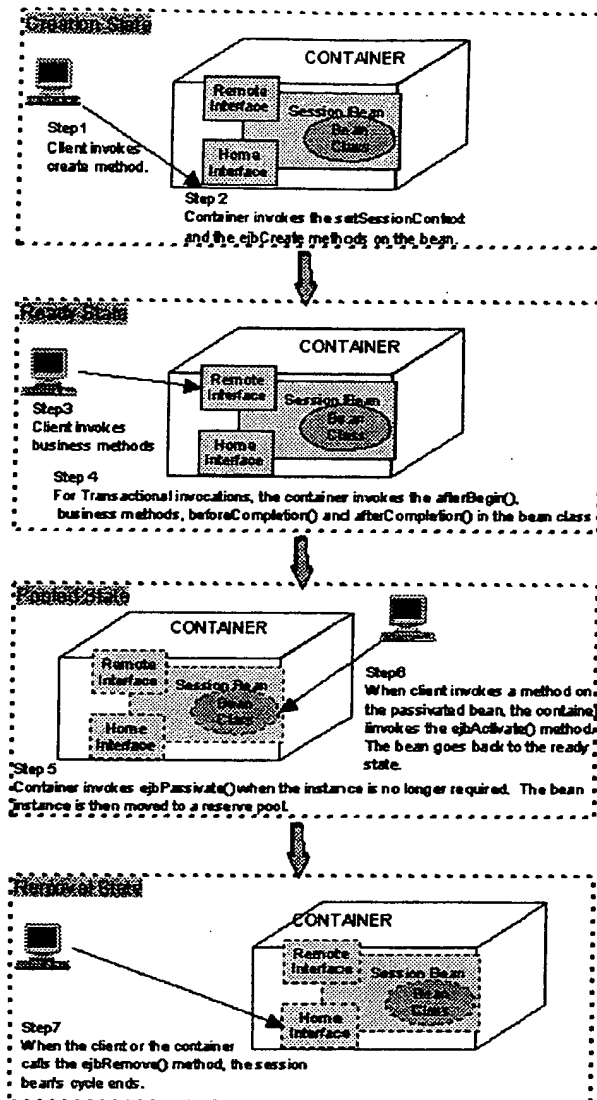 Creation State
CONTAINER
Remote
Interface
Session Bean
Bean
Class
Home
Interface
Step1
Client invokes
create method.
Step 2
Container invokes the setSessionContext
and the ejbCreate methods on the bean.
Ready State
CONTAINER
Remote
Interface
Session Bean
Bean
Class
Home
Interface
Step3
Client invokes
business methods
Step 4
For Transactional invocations, the container invokes the afterBegin(),
business methods, beforeCompletion() and afterCompletion() in the bean class
Pooled State
CONTAINER
Remote
Interface
Session Bean
Bean
Class
Home
Interface
Step6
When client invokes a method on
the passivated bean, the containe
iinvokes the ejbActivate() method.
The bean goes back to the ready
state.
Step 5
Container invokes ejbPassivate() when the instance is no longer required. The bean
instance is then moved to a reserve pool.
Removal State
CONTAINER
Remote
Interface
Session Bean
Bean
Class
Home
Interface
Step7
When the client or the container
calls the ejbRemove() method, the session
bean's cycle ends.